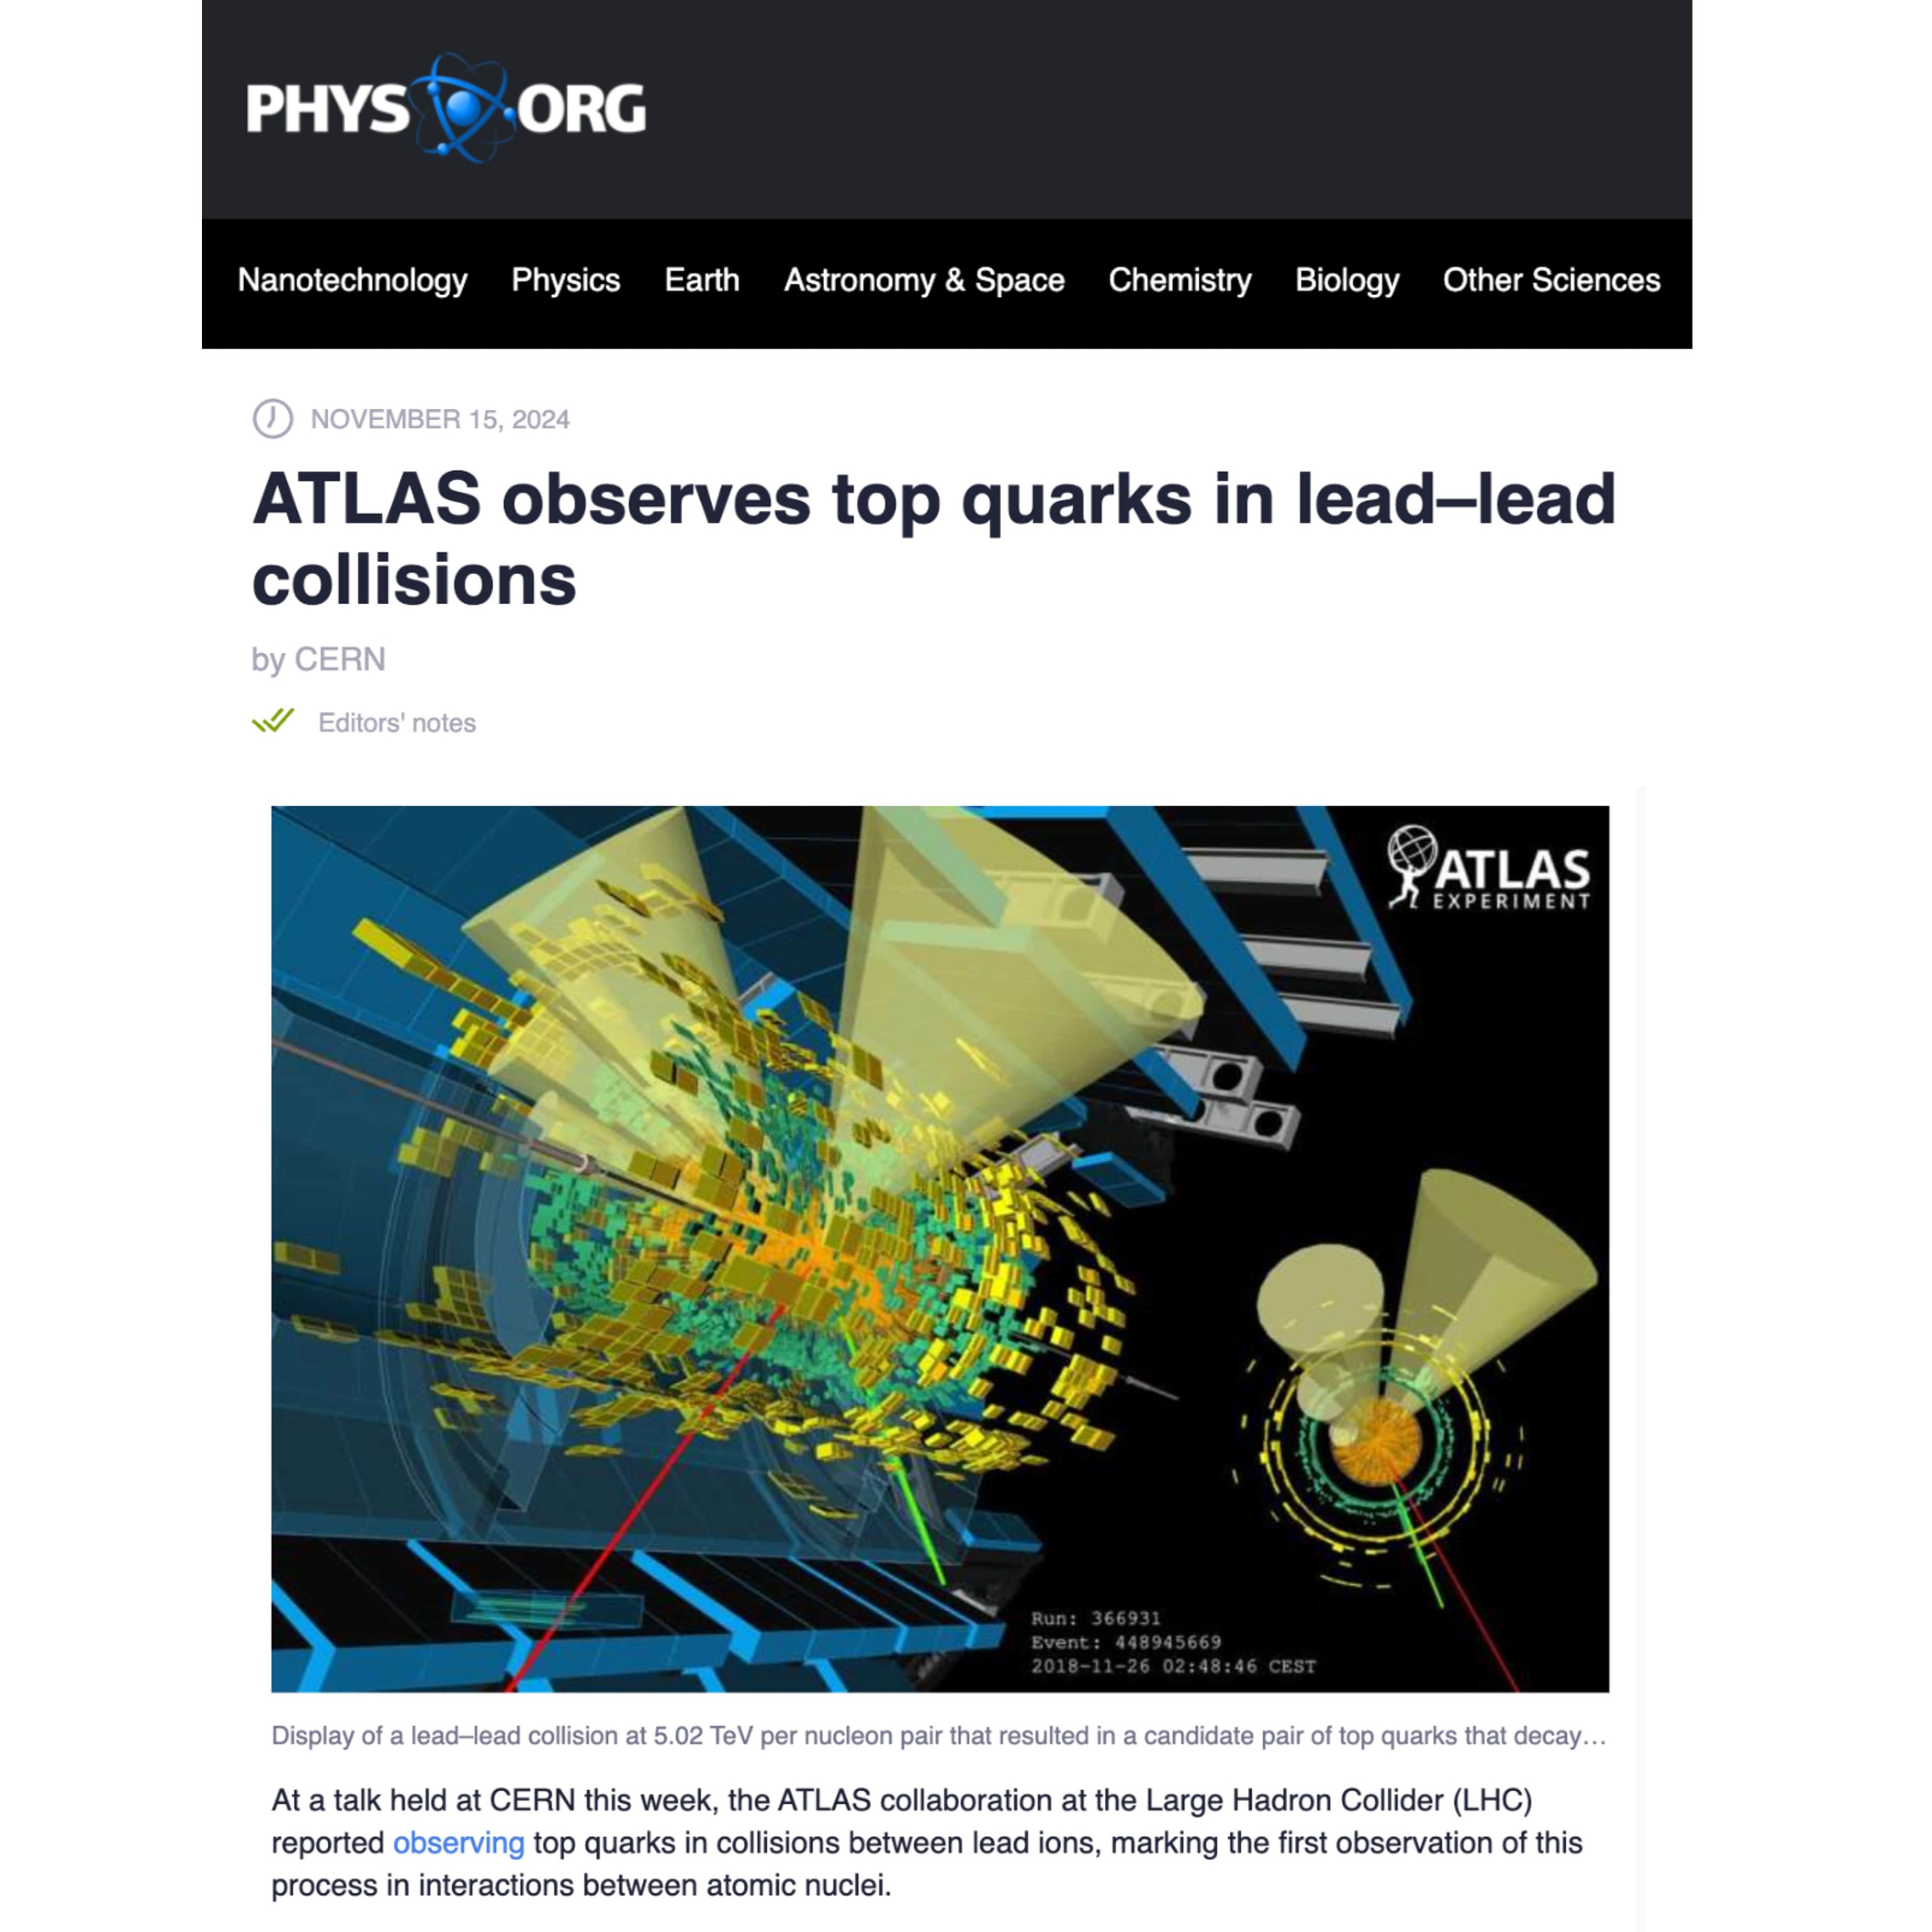 PHYS ORG
Nanotechnology Physics Earth Astronomy & Space Chemistry Biology Other Sciences
NOVEMBER 15, 2024
ATLAS observes top quarks in lead–lead
collisions
by CERN
Editors' notes
ATLAS
EXPERIMENT
Run: 366931
Event: 448945669
2018-11-26 02:48:46 CEST
Display of a lead–lead collision at 5.02 TeV per nucleon pair that resulted in a candidate pair of top quarks that decay…
At a talk held at CERN this week, the ATLAS collaboration at the Large Hadron Collider (LHC)
reported observing top quarks in collisions between lead ions, marking the first observation of this
process in interactions between atomic nuclei.